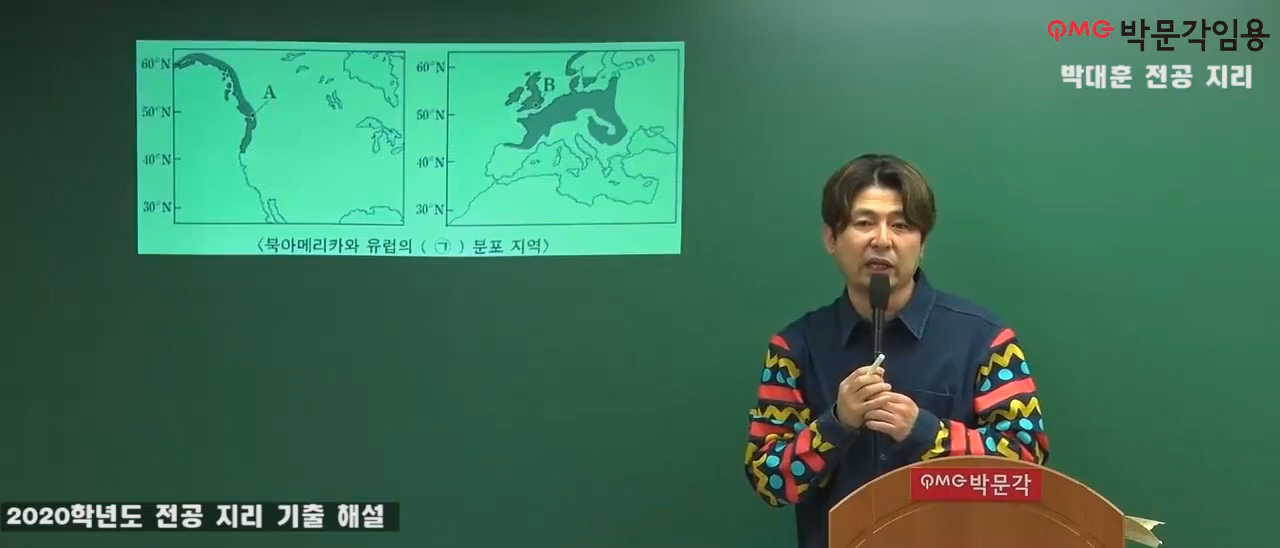 PMG 박문각임용
박대훈 전공 지리
60°N
50°N
40°N
30°N
A
60°N
50°N
40°N
30°N
B
<북아메리카와 유럽의 ( ㉠ ) 분포 지역>
PMG 박문각
2020학년도 전공 지리 기출 해설